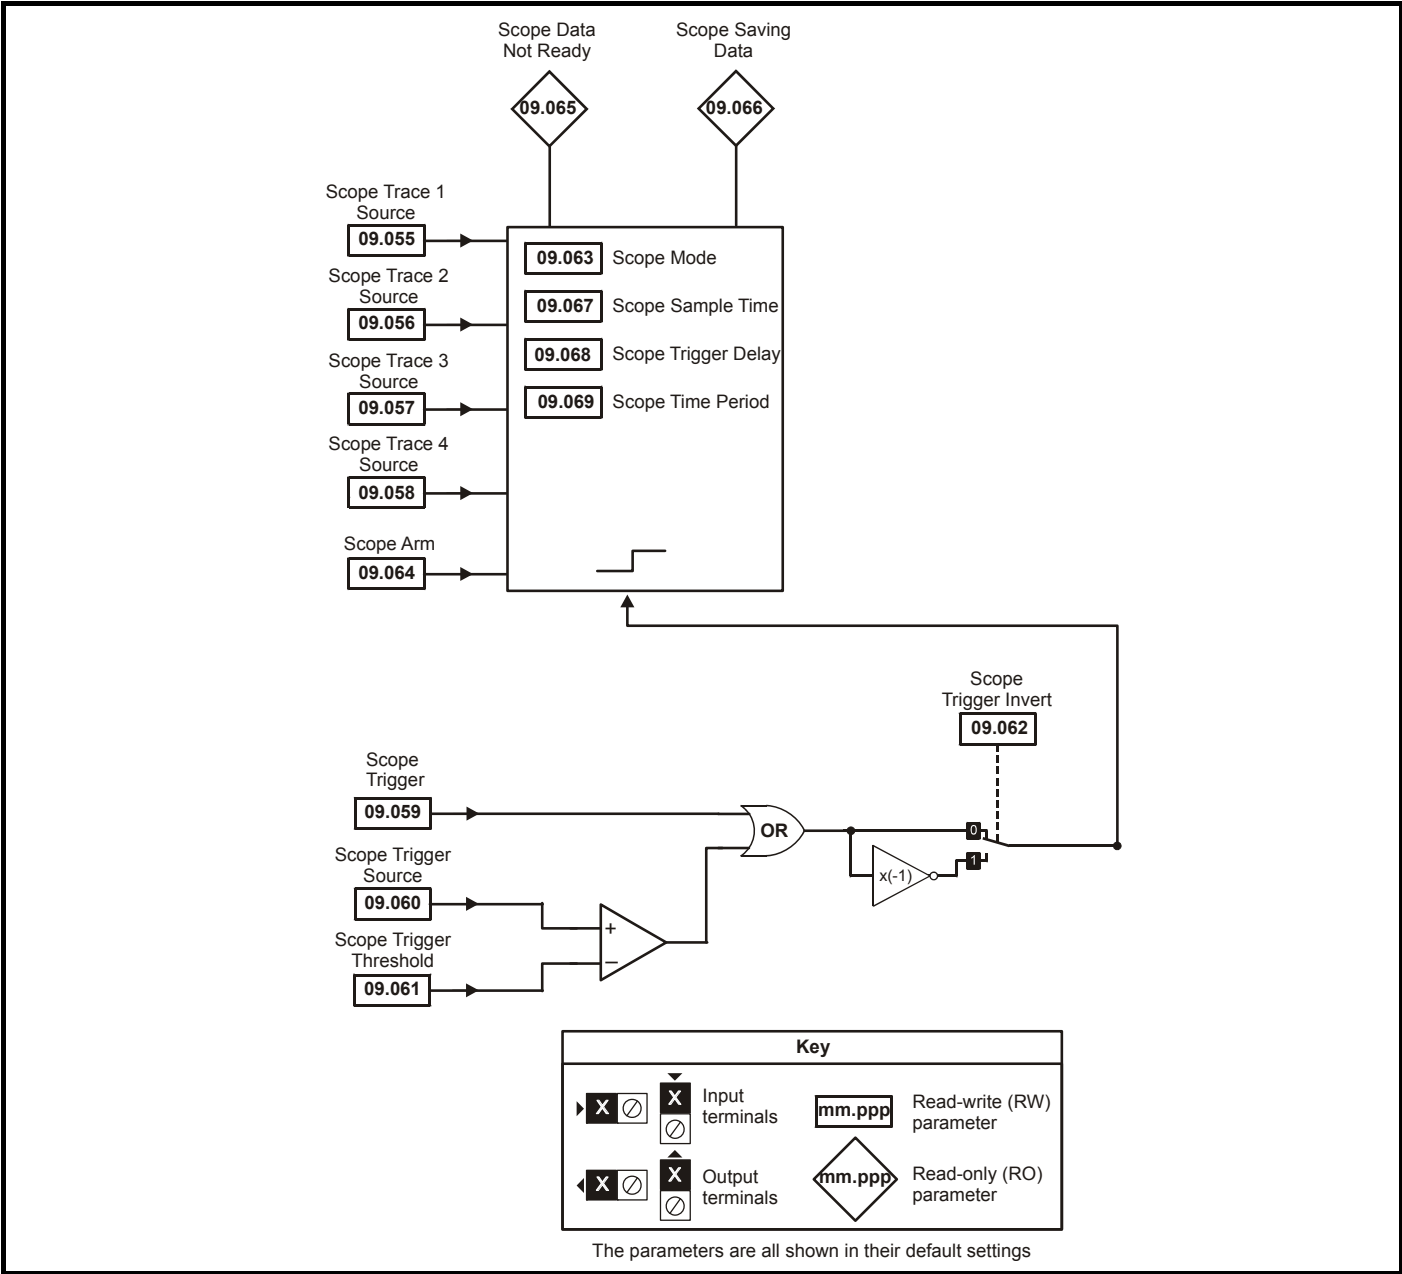 Scope Data
Not Ready
09.065
Scope Saving
Data
09.066
Scope Trace 1
Source
09.055
Scope Trace 2
Source
09.056
Scope Trace 3
Source
09.057
Scope Trace 4
Source
09.058
Scope Arm
09.064
09.063 Scope Mode
09.067 Scope Sample Time
09.068 Scope Trigger Delay
09.069 Scope Time Period
Scope
Trigger Invert
09.062
Scope
Trigger
09.059
Scope Trigger
Source
09.060
Scope Trigger
Threshold
09.061
+
–
OR
x(-1)
0
1
Key
X
X
Input
terminals
mm.ppp
Read-write (RW)
parameter
X
X
Output
terminals
mm.ppp
Read-only (RO)
parameter
The parameters are all shown in their default settings